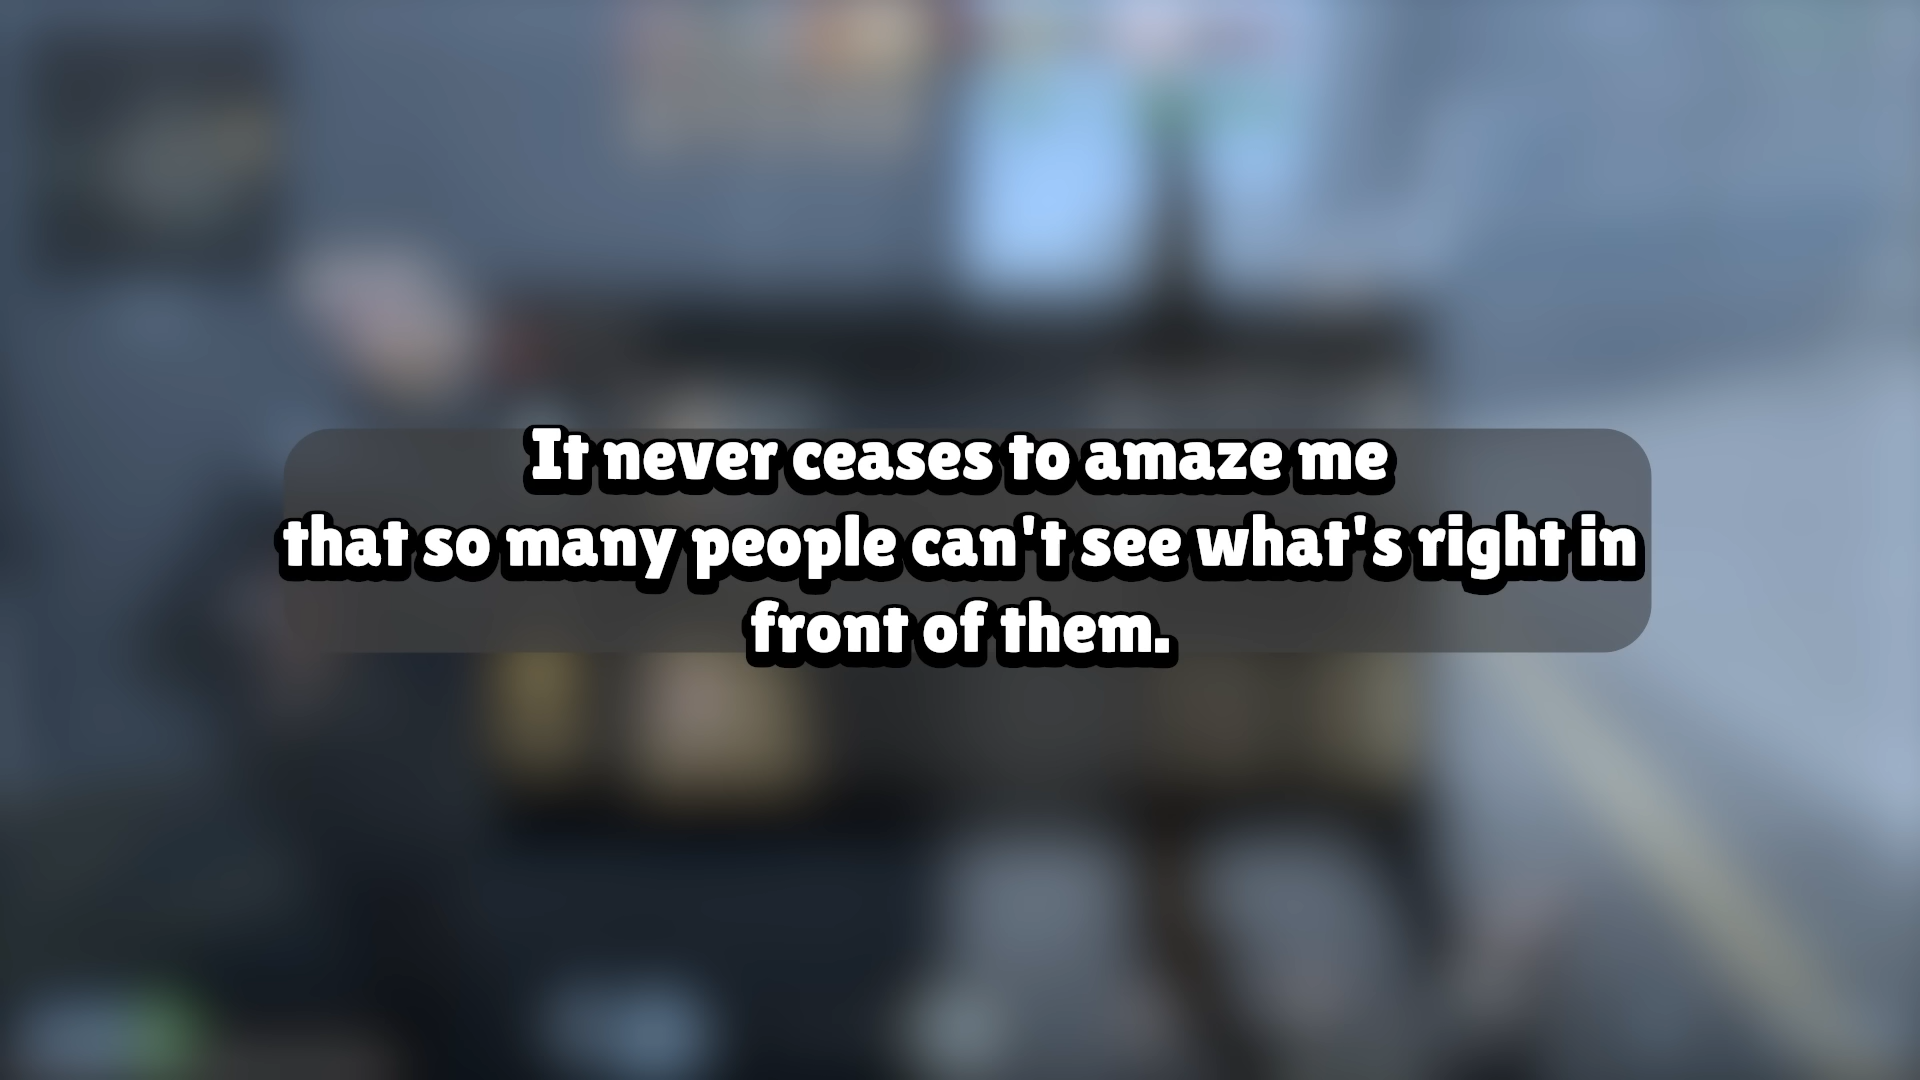 It never ceases to amaze me
that so many people can't see what's right in
front of them.